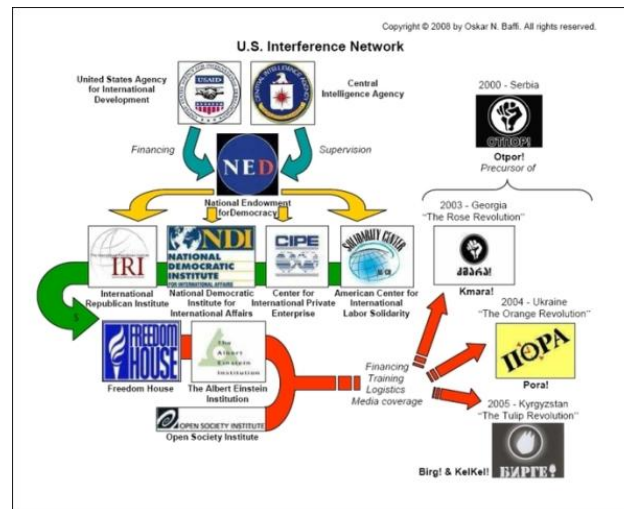 Copyright © 2008 by Oskar N. Baffi. All rights reserved.
U.S. Interference Network
United States Agency
for International
Development
USAID
Central
Intelligence Agency
2000 - Serbia
ОТПОР!
Otpor!
Precursor of
Financing
Supervision
NED
National Endowment
forDemocracy
2003 - Georgia
"The Rose Revolution"
Kmara!
IRI
International
Republican Institute
NDI
NATIONAL
DEMOCRATIC
INSTITUTE
FOR INTERNATIONAL AFFAIRS
National Democratic
Institute for
International Affairs
CIPE
Center for
International Private
Enterprise
SOLIDARITY CENTER
American Center for
International
Labor Solidarity
2004 - Ukraine
"The Orange Revolution"
ПОРА
Pora!
$
FREEDOM
HOUSE
Freedom House
The
Albert
Einstein
Institution
The Albert Einstein
Institution
OPEN SOCIETY INSTITUTE
Open Society Institute
Financing
Training
Logistics
Media coverage
2005 - Kyrgyzstan
"The Tulip Revolution"
Birg! & KelKel!
БИРГЕ!